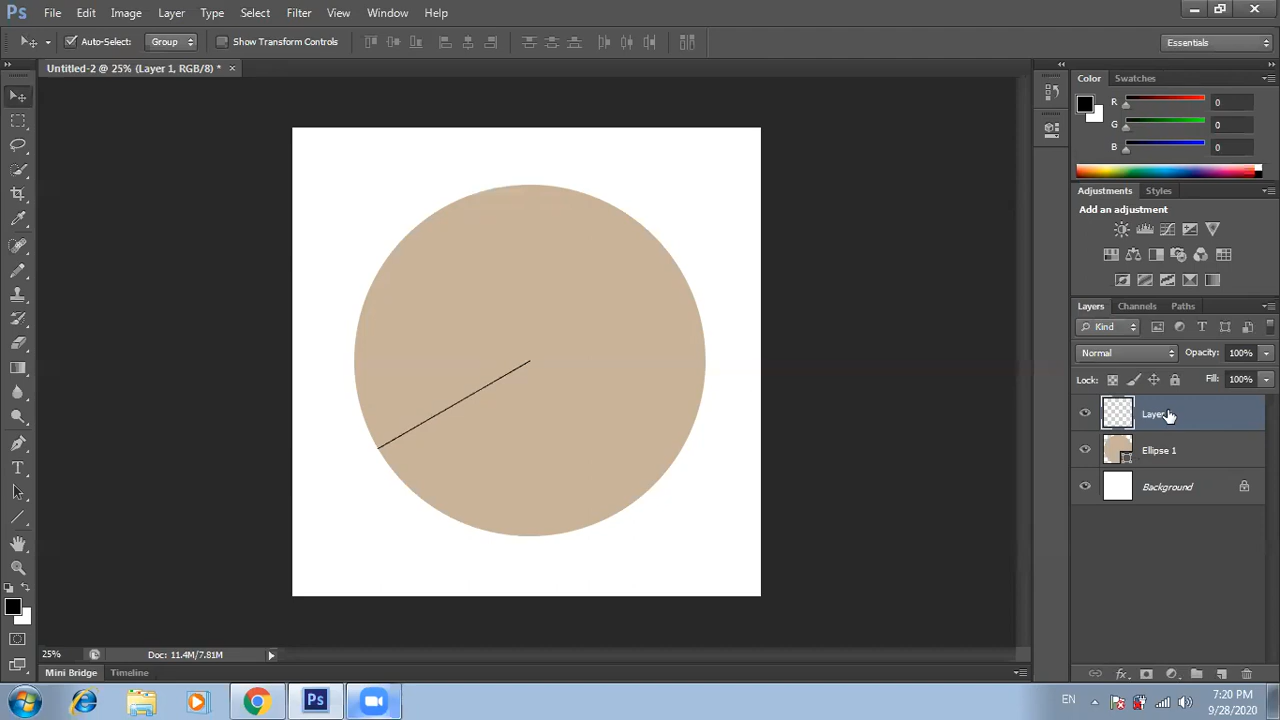 Ps File Edit Image Layer Type Select Filter View Window Help
Auto-Select: Group Show Transform Controls Essentials
Untitled-2 @ 25% (Layer 1, RGB/8) * ×
Color Swatches
R 0
G 0
B 0
Adjustments Styles
Add an adjustment
Layers Channels Paths
Kind
Normal Opacity: 100%
Lock: Fill: 100%
Layer
Ellipse 1
Background
25% Doc: 11.4M/7.81M
Mini Bridge Timeline
Ps EN 7:20 PM
9/28/2020